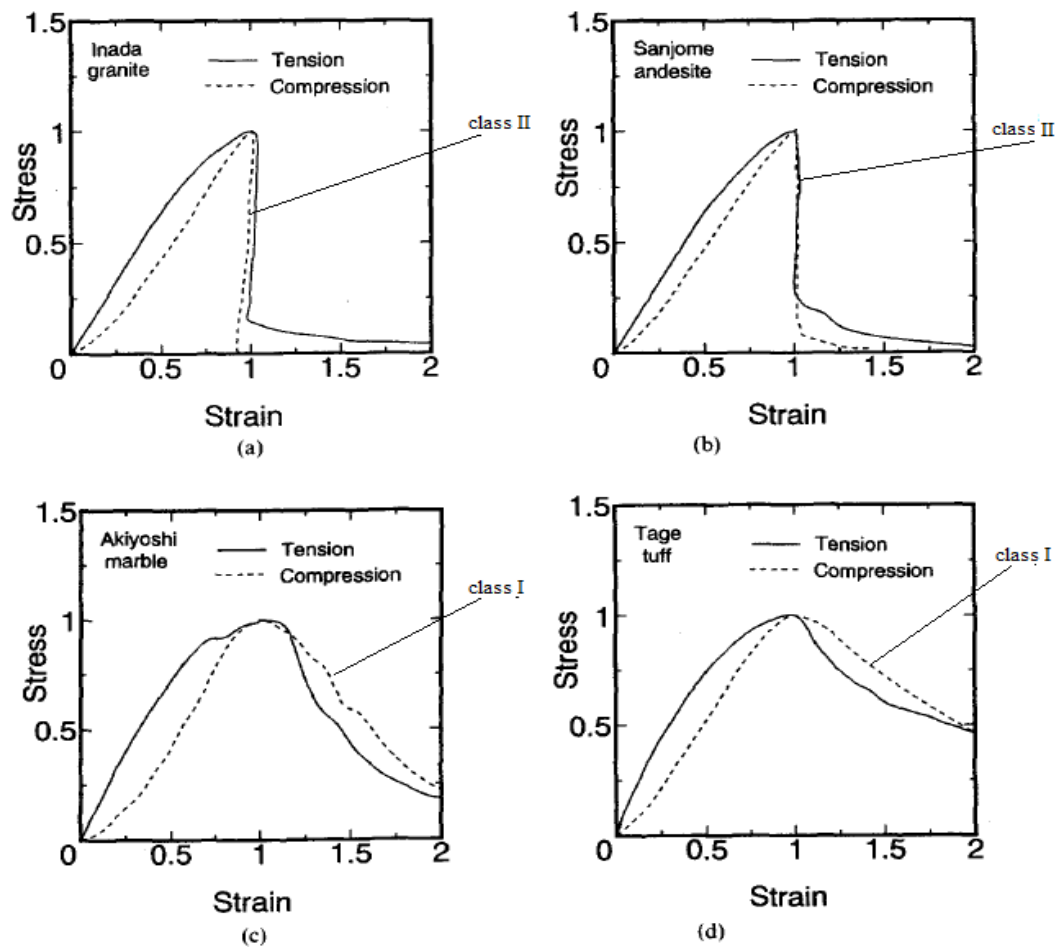 1.5
Inada
granite
Tension
Compression
class II
1
Stress
0.5
0
0.5
1
1.5
2
Strain
(a)
1.5
Sanjome
andesite
Tension
Compression
class II
1
Stress
0.5
0
0.5
1
1.5
2
Strain
(b)
1.5
Akiyoshi
marble
Tension
Compression
class I
1
Stress
0.5
0
0.5
1
1.5
2
Strain
(c)
1.5
Tage
tuff
Tension
Compression
class I
1
Stress
0.5
0
0.5
1
1.5
2
Strain
(d)